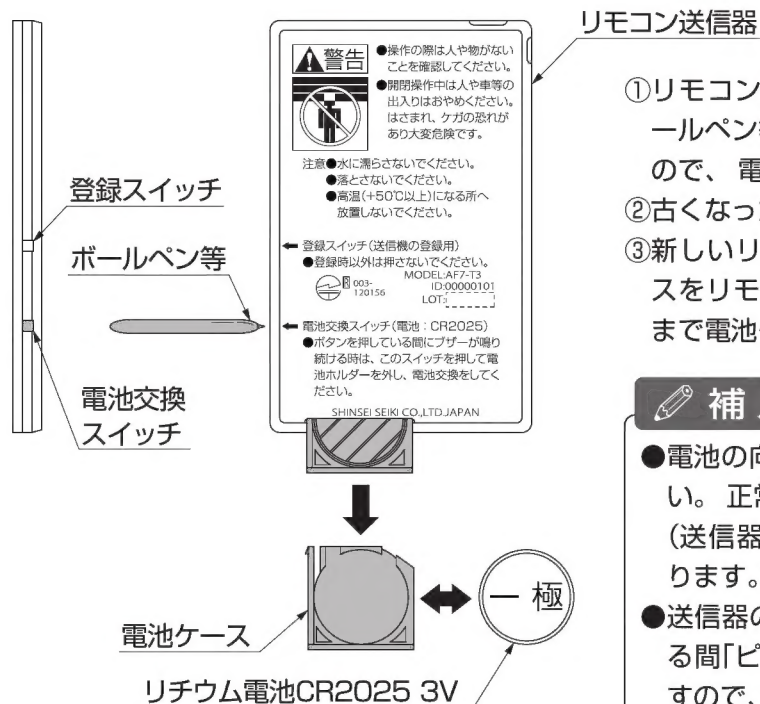 リモコン送信器
警告
●操作の際は人や物がない
ことを確認してください。
●開閉操作中は人や車等の
出入りはおやめください。
はさまれ、ケガの恐れが
あり大変危険です。
注意●水に濡らさないでください。
●落とさないでください。
●高温(+50℃以上)になる所へ
放置しないでください。
登録スイッチ
← 登録スイッチ(送信機の登録用)
●登録時以外は押さないでください。
R 003-
120156
MODEL:AF7-T3
ID:00000101
LOT:
ボールペン等
← 電池交換スイッチ(電池:CR2025)
●ボタンを押している間にブザーが鳴り
続ける時は、このスイッチを押して電
池ホルダーを外し、電池交換をしてく
ださい。
SHINSEI SEIKI CO.,LTD.JAPAN
電池交換
スイッチ
電池ケース
一 極
リチウム電池CR2025 3V
①リモコン
ールペン
ので、電
②古くなっ
③新しいリ
スをリモ
まで電池
補
●電池の向
い。正常
(送信器
ります。
●送信器の
る間「ピ
すので、